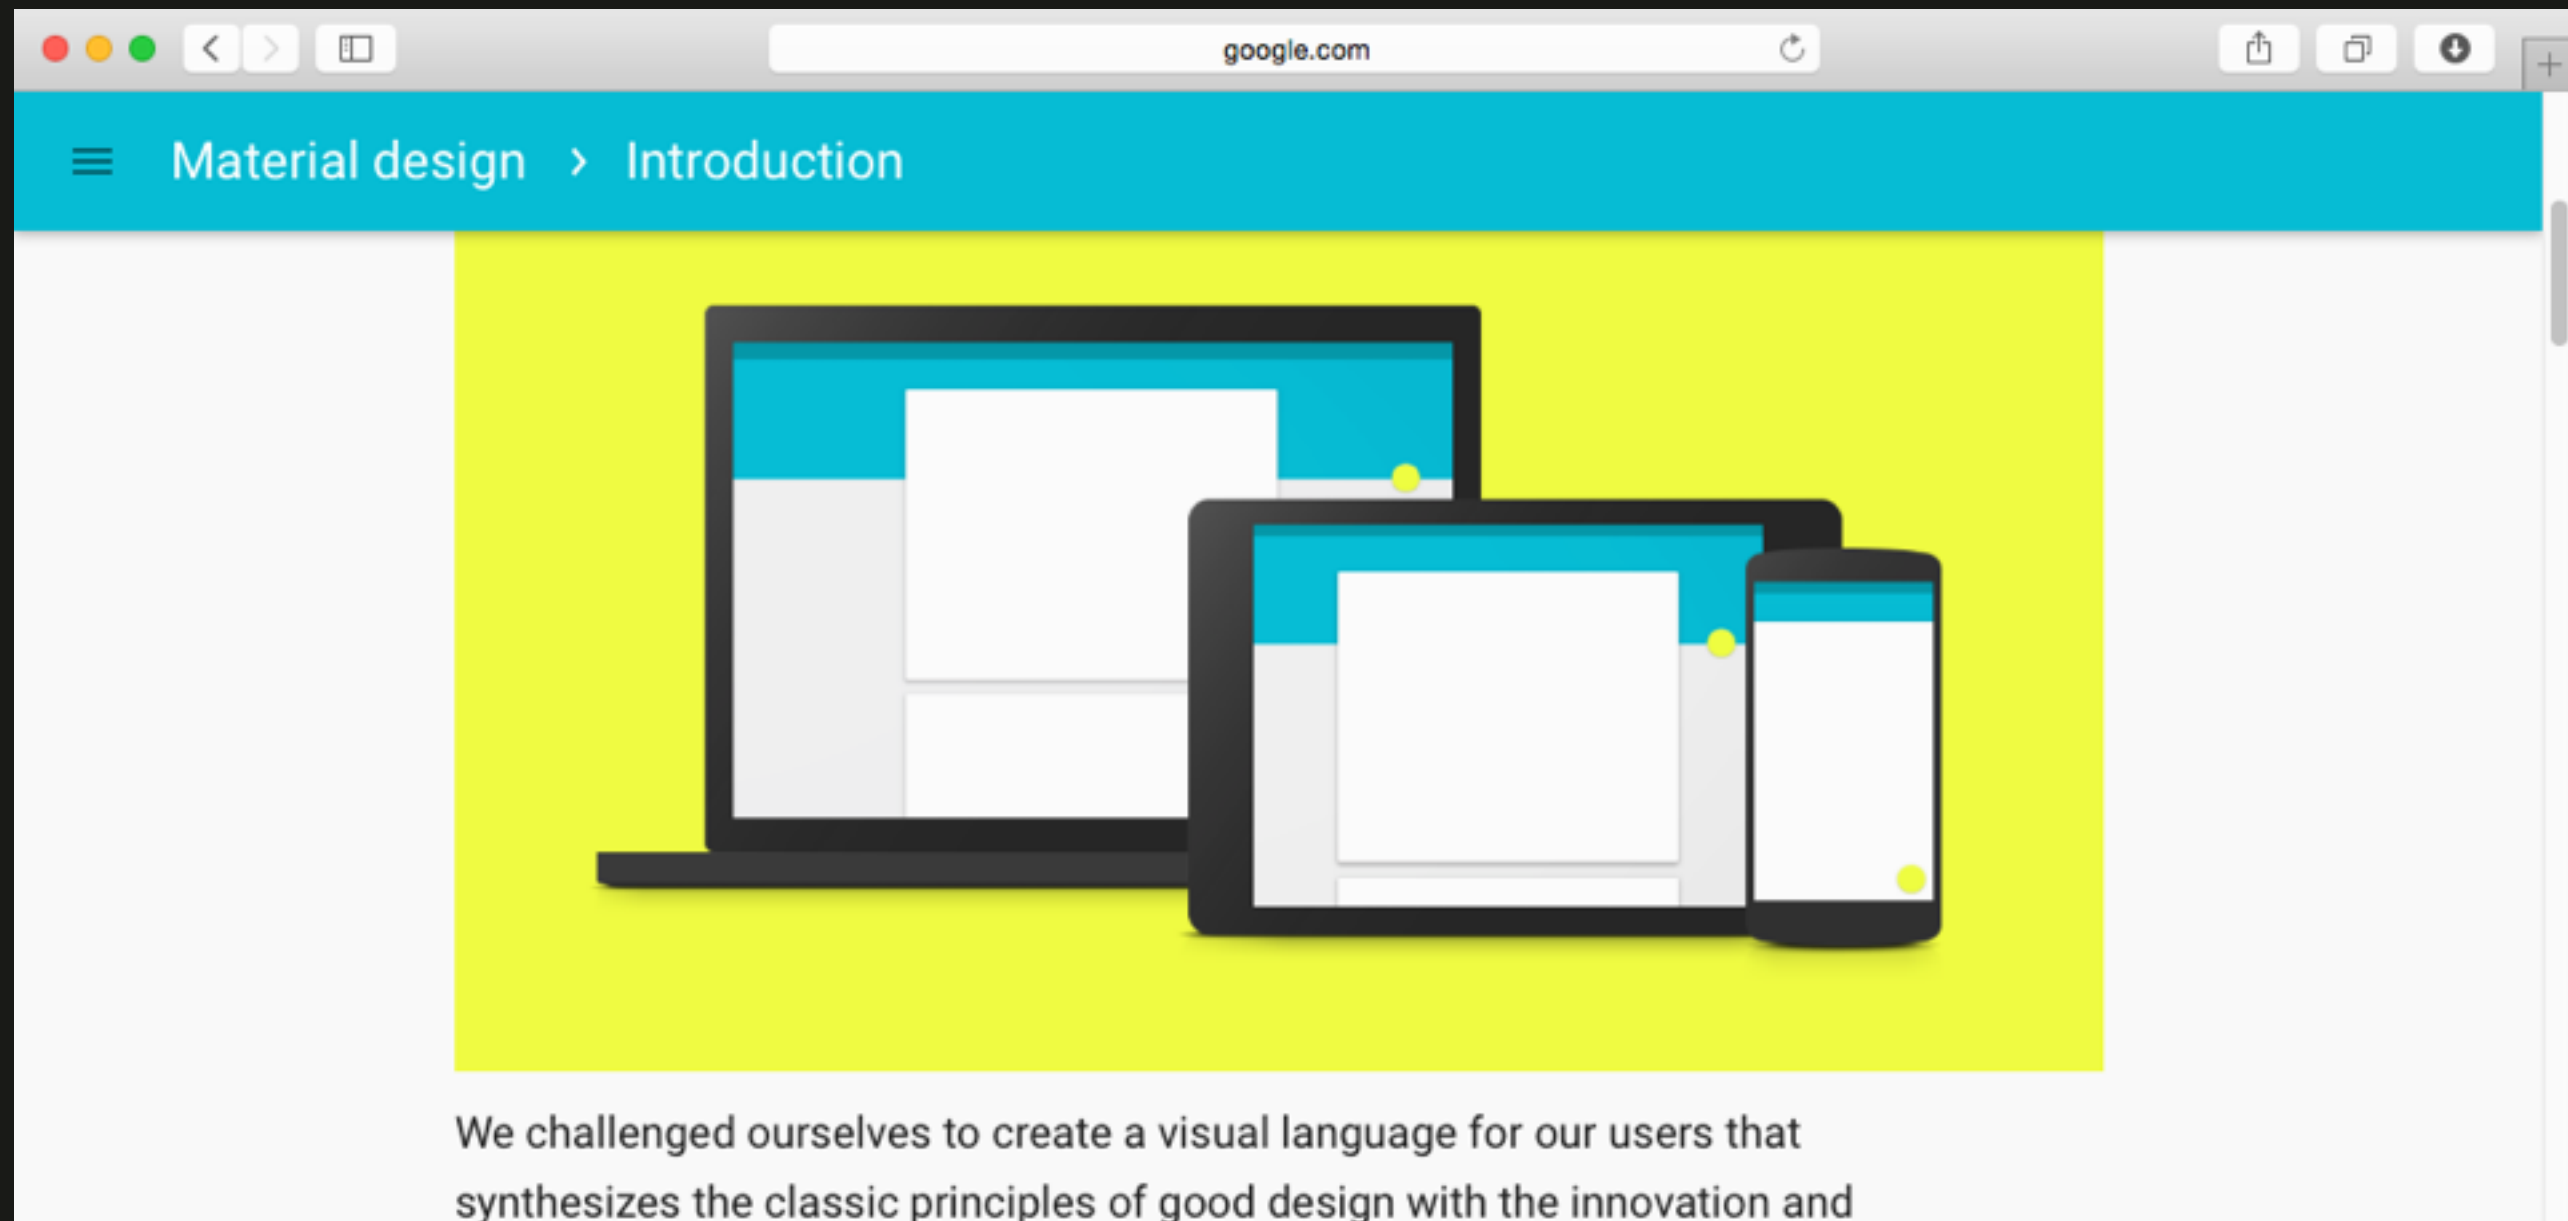 google.com
Material design > Introduction
We challenged ourselves to create a visual language for our users that
synthesizes the classic principles of good design with the innovation and